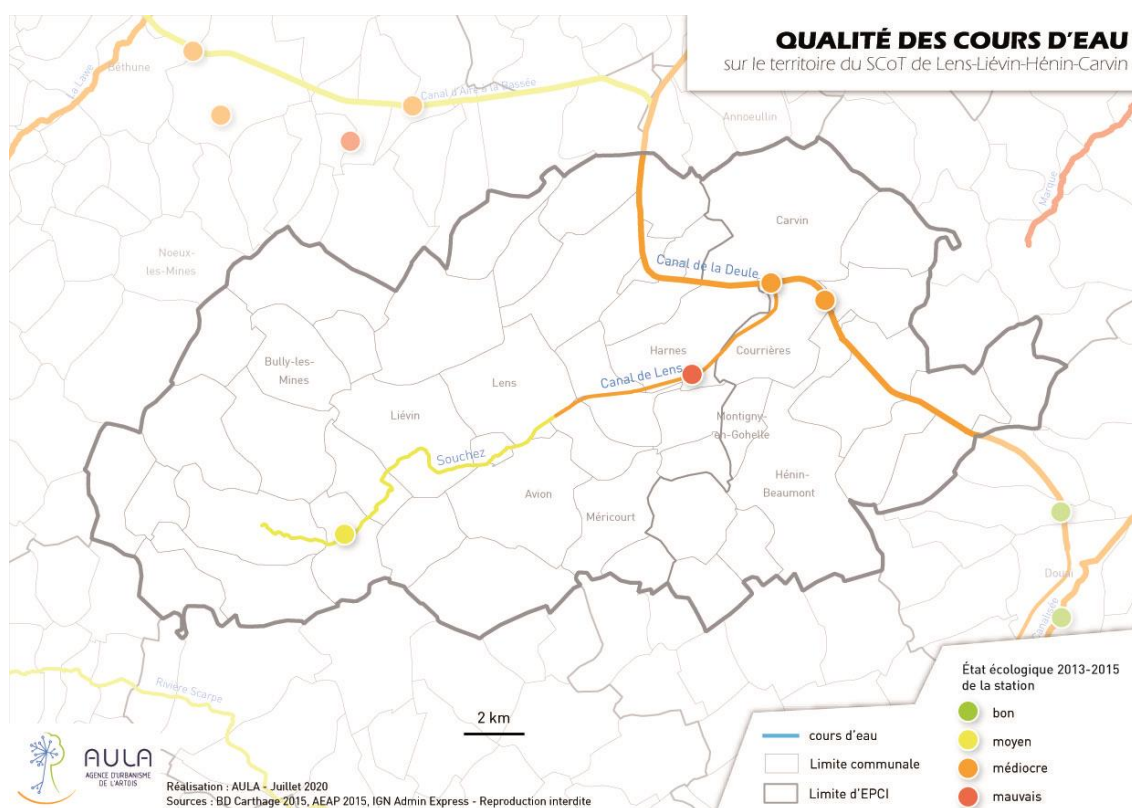 QUALITÉ DES COURS D'EAU
sur le territoire du SCoT de Lens-Liévin-Hénin-Carvin
La Lawe
Béthune
Canal d'Aire à la Bassée
Annoeullin
Marque
Carvin
Noeux-
les-Mines
Canal de la Deule
Bully-les-
Mines
Harnes
Courrières
Lens
Canal de Lens
Liévin
Montigny-
en-Gohelle
Souchez
Avion
Hénin-
Beaumont
Méricourt
Douai
Canalisée
Rivière Scarpe
2 km
État écologique 2013-2015
de la station
bon
moyen
médiocre
mauvais
cours d'eau
Limite communale
Limite d'EPCI
AULA
AGENCE D'URBANISME
DE L'ARTOIS
Réalisation : AULA - Juillet 2020
Sources : BD Carthage 2015, AEAP 2015, IGN Admin Express - Reproduction interdite